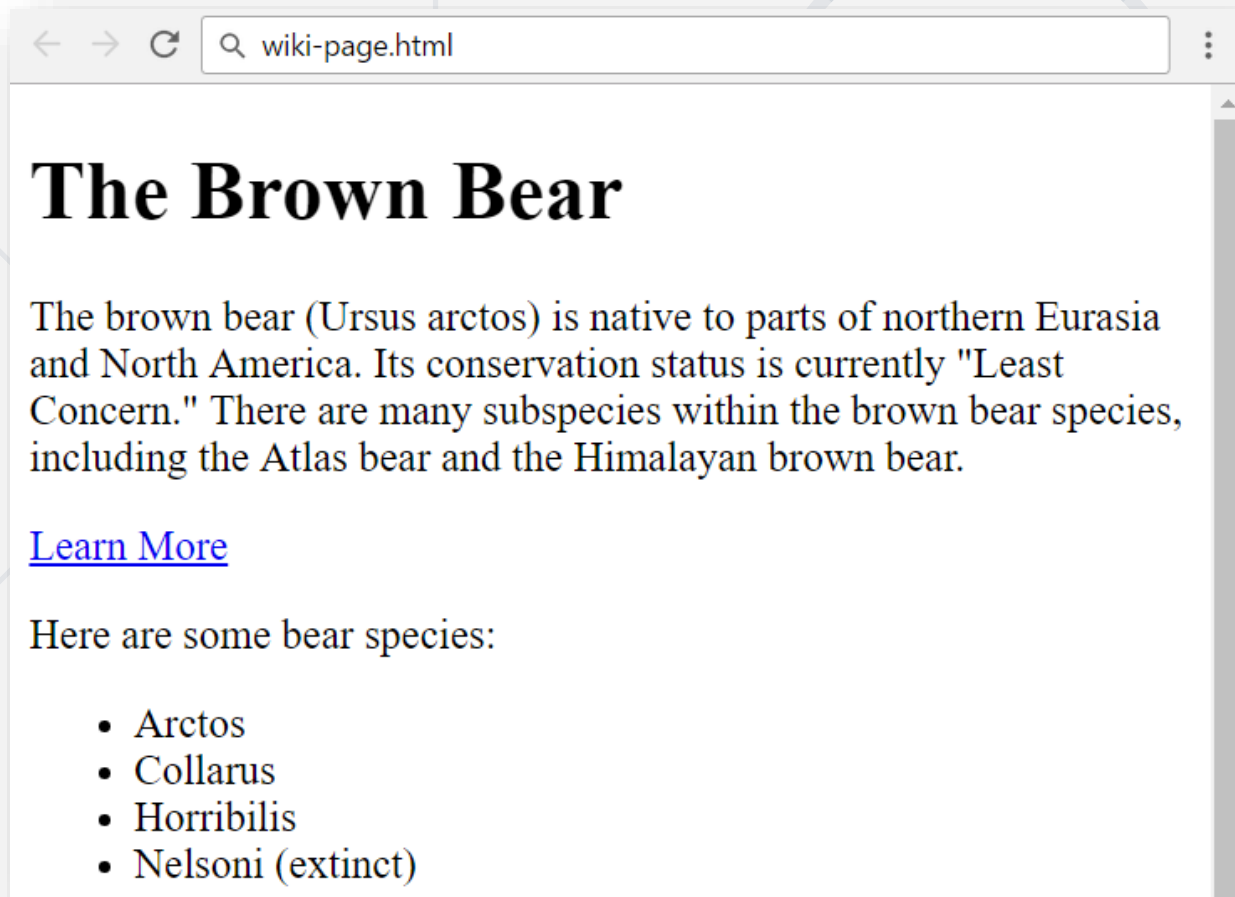 wiki-page.html
The Brown Bear
The brown bear (Ursus arctos) is native to parts of northern Eurasia
and North America. Its conservation status is currently "Least
Concern." There are many subspecies within the brown bear species,
including the Atlas bear and the Himalayan brown bear.
Learn More
Here are some bear species:
• Arctos
• Collarus
• Horribilis
• Nelsoni (extinct)